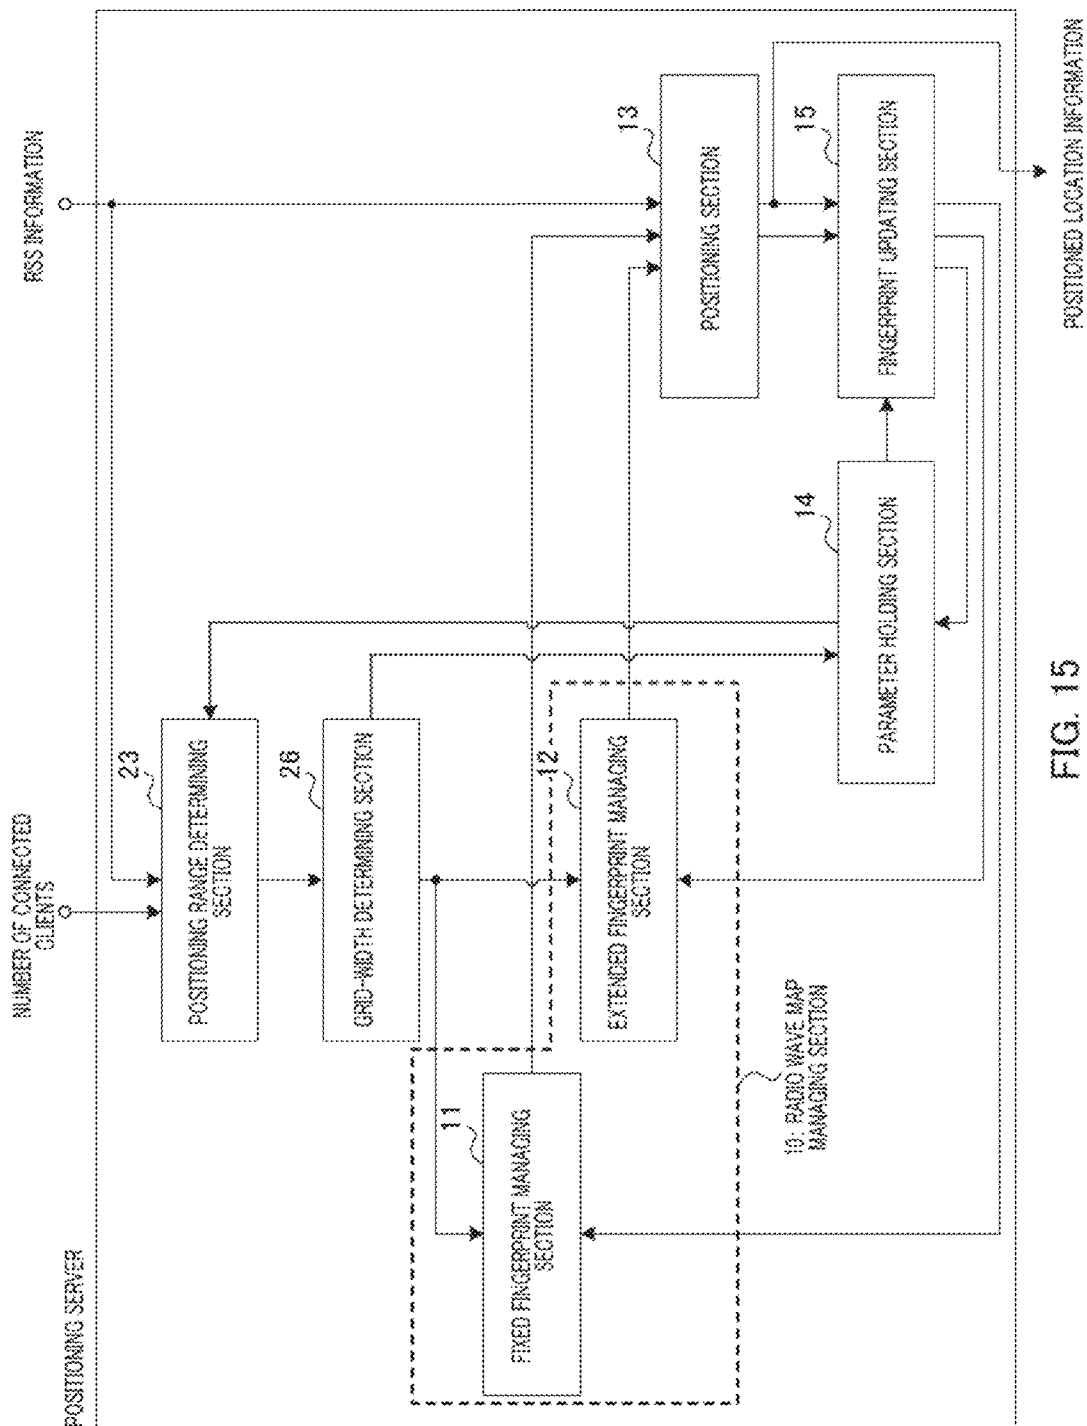 POSITIONING SERVER
NUMBER OF CONNECTED
CLIENTS
RSS INFORMATION
23
POSITIONING RANGE DETERMINING
SECTION
26
GRID-WIDTH DETERMINING SECTION
11
FIXED FINGERPRINT MANAGING
SECTION
12
EXTENDED FINGERPRINT MANAGING
SECTION
10: RADIO WAVE MAP
MANAGING SECTION
13
POSITIONING SECTION
14
PARAMETER HOLDING SECTION
15
FINGERPRINT UPDATING SECTION
POSITIONED LOCATION INFORMATION
FIG. 15